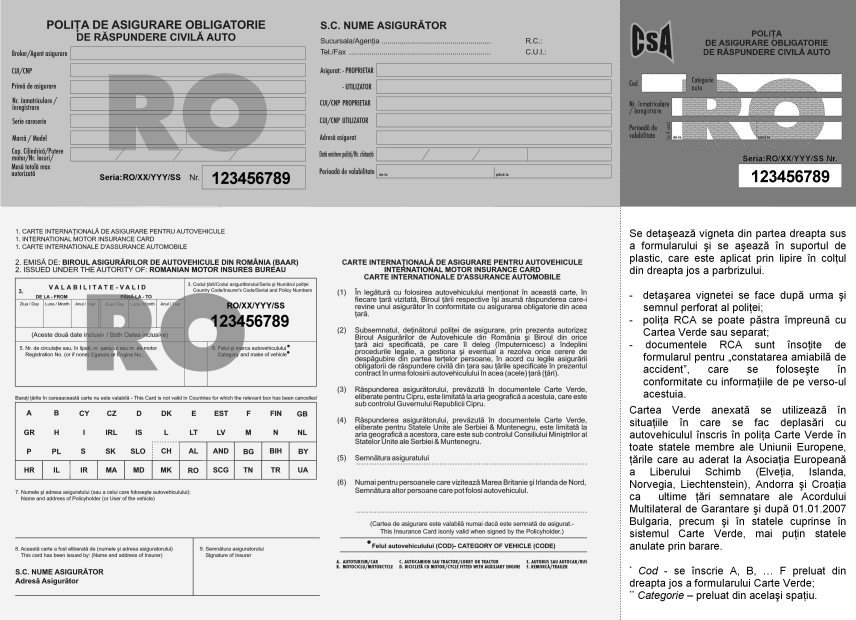 POLIȚA DE ASIGURARE OBLIGATORIE
DE RĂSPUNDERE CIVILĂ AUTO
Broker/Agent asigurare
CUI/CNP
Primă de asigurare
Nr. inmatriculare /
înregistrare
Serie caroserie
Marcă / Model
Cap. Cilindrică/Putere
motor/Nr. locuri/
Masă totală max
autorizată
RO
Seria:RO/XX/YYY/SS Nr. 123456789
S.C. NUME ASIGURĂTOR
Sucursala/Agenția R.C.:
Tel./Fax C.U.I.:
Asigurat: - PROPRIETAR
- UTILIZATOR
CUI/CNP PROPRIETAR
CUI/CNP UTILIZATOR
Adresă asigurat
Dată emitere poliță/Nr. chitanță
Perioadă de valabilitate de la până la
CSA
POLIȚA
DE ASIGURARE OBLIGATORIE
DE RĂSPUNDERE CIVILĂ AUTO
Cod Categorie
auto
Nr. inmatriculare
/ înregistrare
Perioadă de
valabilitate de la până la
RO
Seria:RO/XX/YYY/SS Nr.
123456789
1. CARTE INTERNAȚIONALĂ DE ASIGURARE PENTRU AUTOVEHICULE
1. INTERNATIONAL MOTOR INSURANCE CARD
1. CARTE INTERNATIONALE D'ASSURANCE AUTOMOBILE
2. EMISĂ DE: BIROUL ASIGURĂRILOR DE AUTOVEHICULE DIN ROMÂNIA (BAAR)
2. ISSUED UNDER THE AUTORITY OF: ROMANIAN MOTOR INSURES BUREAU
3. VALABILITATE-VALID
DE LA - FROM PÂNĂ LA - TO
Ziua / Day Luna / Month Anul / Year Ziua / Day Luna / Month Anul / Year
(Aceste două date inclusiv / Both Dates inclusive)
3. Codul țării/Codul asigurătorului/Seria și Numărul poliței
Country Code/Insurer's Code/Serial and Policy Numbers
RO/XX/YYY/SS
123456789
5. Nr. de circulație sau, în lipsă, nr. șasiu sau nr. de motor
Registration No. (or if none) Chassis or Engine No.
6. Felul și marca autovehiculului*
Category and make of vehicle*
RO
Barați țările în care această carte nu este valabilă - This Card is not valid in Countries for which the relevant box has been cancelled
A B CY CZ D DK E EST F FIN GB
GR H I IRL IS L LT LV M N NL
P PL S SK SLO CH AL AND BG BIH BY
HR IL IR MA MD MK RO SCG TN TR UA
7. Numele și adresa asiguratului (sau a celui care folosește autovehiculul):
Name and address of Policyholder (or User of the vehicle)
8. Această carte a fost eliberată de (numele și adresa asiguratorului)
This card has been issued by: (Name and address of Insurer)
9. Semnătura asiguratorului
Signature of Insurer
S.C. NUME ASIGURĂTOR
Adresă Asigurător
CARTE INTERNAȚIONALĂ DE ASIGURARE PENTRU AUTOVEHICULE
INTERNATIONAL MOTOR INSURANCE CARD
CARTE INTERNATIONALE D'ASSURANCE AUTOMOBILE
(1) În legătură cu folosirea autovehiculului menționat în această carte, în
fiecare țară vizitată, Biroul țării respective își asumă răspunderea care-i
revine unui asigurător în conformitate cu asigurarea obligatorie din acea
țară.
(2) Subsemnatul, deținătorul poliței de asigurare, prin prezenta autorizez
Biroul Asigurărilor de Autovehicule din România și Birouri din orice
țară aici specificată, pe care îl deleg (împuternicesc) a îndeplini
procedurile legale, a gestiona și eventual a rezolva orice cerere de
despăgubire din partea terțelor persoane, în acord cu legile asigurării
obligatorii de răspundere civilă din țara sau țările specificate în prezentul
contract în urma folosirii autovehiculului în acea (acele) țară (țări).
(3) Răspunderea asigurărilor, prevăzută în documentele Carte Verde,
eliberate pentru Cipru, este limitată la aria geografică a acestuia, care este
sub controlul Guvernului Republicii Cipru.
(4) Răspunderea asigurărilor, prevăzută în documentele Carte Verde,
eliberate pentru Statele Unite ale Serbiei & Muntenegru, este limitată la
aria geografică a acestora, care este sub controlul Consiliului Miniștrilor al
Statelor Unite ale Serbiei & Muntenegru.
(5) Semnătura asiguratului
(6) Numai pentru persoanele care vizitează Marea Britanie și Irlanda de Nord,
Semnătura altor persoane care pot folosi autovehiculul.
(Cartea de asigurare este valabilă numai dacă este semnată de asigurat.-
This Insurance Card isonly valid when signed by the Policyholder.)
*Felul autovehiculului (COD)- CATEGORY OF VEHICLE (CODE)
A. AUTOTURISM/CAR C. AUTOCAMION SAU TRACTOR/LORRY OR TRACTOR E. AUTOBUS SAU AUTOCAR/BUS
B. MOTOCICLU/MOTORCYCLE D. BICICLETĂ CU MOTOR/CYCLE FITTED WITH AUXILIARY ENGINE F. REMORCĂ/TRAILER
Se detașează vigneta din partea dreapta sus
a formularului și se așează în suportul de
plastic, care este aplicat prin lipire în colțul
din dreapta jos a parbrizului.
- detașarea vignetei se face după urma și
semnul perforat al poliței;
- polița RCA se poate păstra împreună cu
Cartea Verde sau separat;
- documentele RCA sunt însoțite de
formularul pentru „constatarea amiabilă de
accident”, care se folosește în
conformitate cu informațiile de pe verso-ul
acestuia.
Cartea Verde anexată se utilizează în
situațiile în care se fac deplasări cu
autovehiculul înscris în polița Carte Verde în
toate statele membre ale Uniunii Europene,
țările care au aderat la Asociația Europeană
a Liberului Schimb (Elveția, Islanda,
Norvegia, Liechtenstein), Andorra și Croația
ca ultime țări semnatare ale Acordului
Multilateral de Garantare și după 01.01.2007
Bulgaria, precum și în statele cuprinse în
sistemul Carte Verde, mai puțin statele
anulate prin barare.
* Cod - se înscrie A, B, ... F preluat din
dreapta jos a formularului Carte Verde;
** Categorie – preluat din același spațiu.